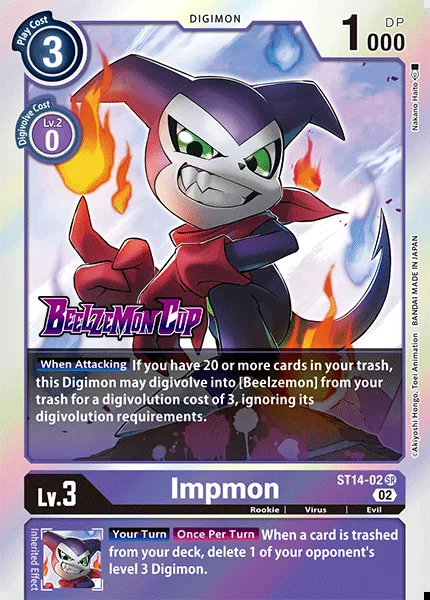 DIGIMON
Play Cost
3
DP
1000
Digivolve Cost
Lv.2
0
Nakano Haito
BEELZEMON CUP
When Attacking If you have 20 or more cards in your trash,
this Digimon may digivolve into [Beelzemon] from your
trash for a digivolution cost of 3, ignoring its
digivolution requirements.
©Akiyoshi Hongo, Toei Animation BANDAI MADE IN JAPAN
Lv.3
Impmon
ST14-02 SR
02
Rookie Virus Evil
Inherited Effect
Your Turn Once Per Turn When a card is trashed
from your deck, delete 1 of your opponent's
level 3 Digimon.